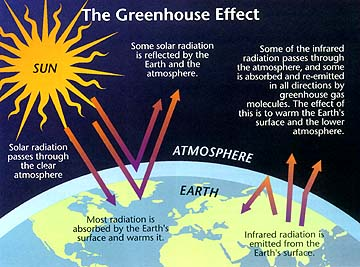 The Greenhouse Effect
SUN
Some solar radiation
is reflected by the
Earth and the
atmosphere.
Some of the infrared
radiation passes through
the atmosphere, and some
is absorbed and re-emitted
in all directions by
greenhouse gas
molecules. The effect of
this is to warm the Earth's
surface and the lower
atmosphere.
Solar radiation
passes through
the clear
atmosphere
ATMOSPHERE
EARTH
Most radiation is
absorbed by the Earth's
surface and warms it.
Infrared radiation is
emitted from the
Earth's surface.